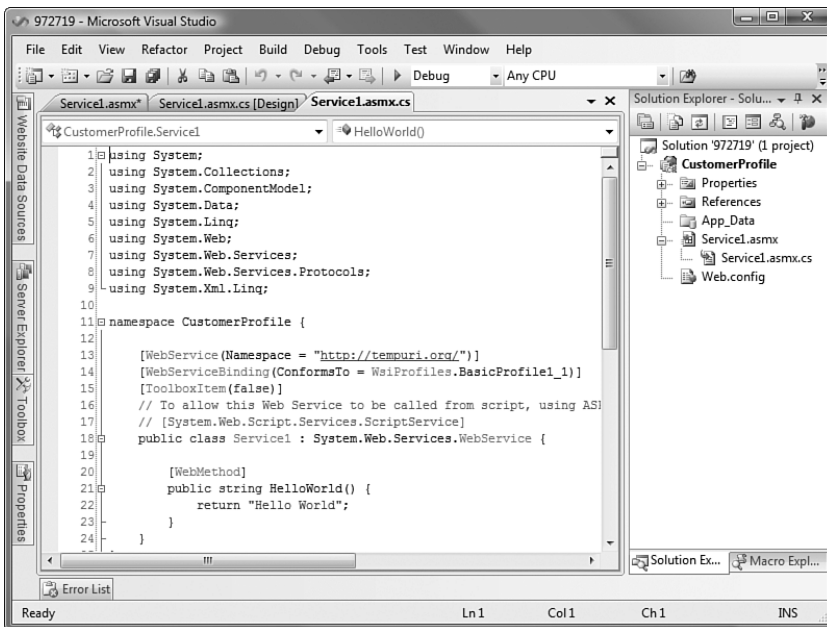 972719 - Microsoft Visual Studio
File Edit View Refactor Project Build Debug Tools Test Window Help
Debug Any CPU
Service1.asmx* Service1.asmx.cs [Design] Service1.asmx.cs
CustomerProfile.Service1 HelloWorld()
1 using System;
2 using System.Collections;
3 using System.ComponentModel;
4 using System.Data;
5 using System.Linq;
6 using System.Web;
7 using System.Web.Services;
8 using System.Web.Services.Protocols;
9 using System.Xml.Linq;
10
11 namespace CustomerProfile {
12
13 [WebService(Namespace = "http://tempuri.org/")]
14 [WebServiceBinding(ConformsTo = WsiProfiles.BasicProfile1_1)]
15 [ToolboxItem(false)]
16 // To allow this Web Service to be called from script, using
17 // [System.Web.Script.Services.ScriptService]
18 public class Service1 : System.Web.Services.WebService {
19
20 [WebMethod]
21 public string HelloWorld() {
22 return "Hello World";
23 }
24 }
Website Data Sources
Server Explorer
Toolbox
Properties
Solution Explorer - Solu...
Solution '972719' (1 project)
CustomerProfile
Properties
References
App_Data
Service1.asmx
Service1.asmx.cs
Web.config
Solution Ex... Macro Expl...
Error List
Ready Ln 1 Col 1 Ch 1 INS